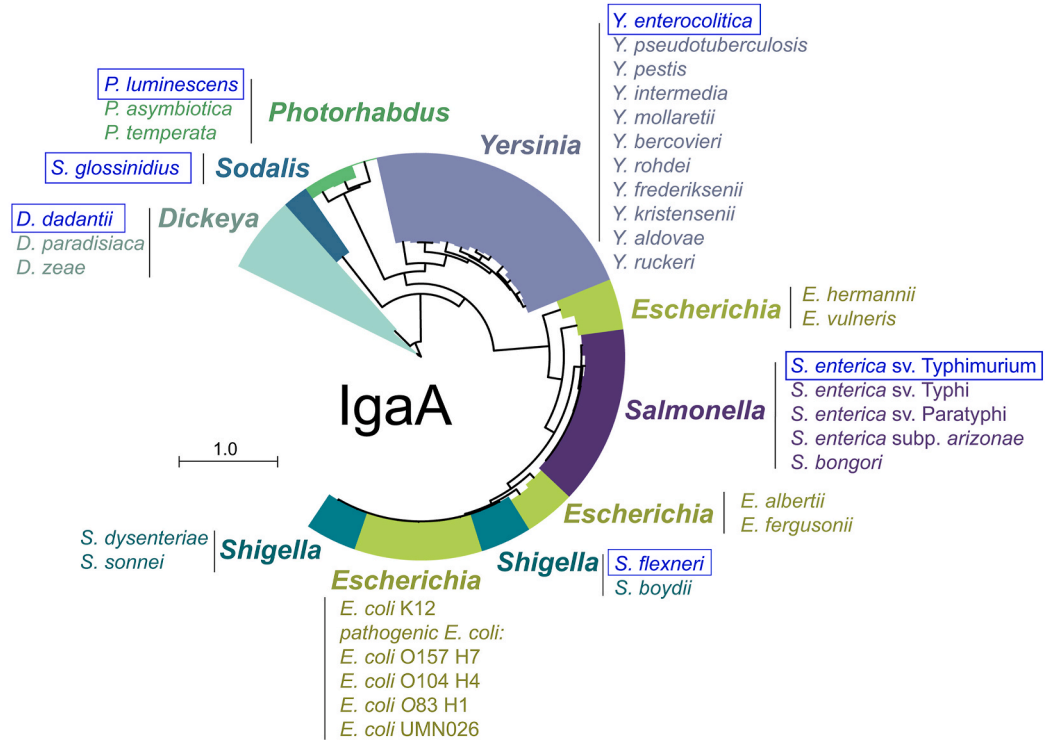 Y. enterocolitica
Y. pseudotuberculosis
Y. pestis
Y. intermedia
Y. mollaretii
Y. bercovieri
Y. rohdei
Y. frederiksenii
Y. kristensenii
Y. aldovae
Y. ruckeri
Yersinia
P. luminescens
P. asymbiotica
P. temperata
Photorhabdus
S. glossinidius
Sodalis
D. dadantii
D. paradisiaca
D. zeae
Dickeya
Escherichia
E. hermannii
E. vulneris
IgaA
1.0
Salmonella
S. enterica sv. Typhimurium
S. enterica sv. Typhi
S. enterica sv. Paratyphi
S. enterica subp. arizonae
S. bongori
Escherichia
E. albertii
E. fergusonii
Shigella
S. flexneri
S. boydii
S. dysenteriae
S. sonnei
Shigella
Escherichia
E. coli K12
pathogenic E. coli:
E. coli O157 H7
E. coli O104 H4
E. coli O83 H1
E. coli UMN026